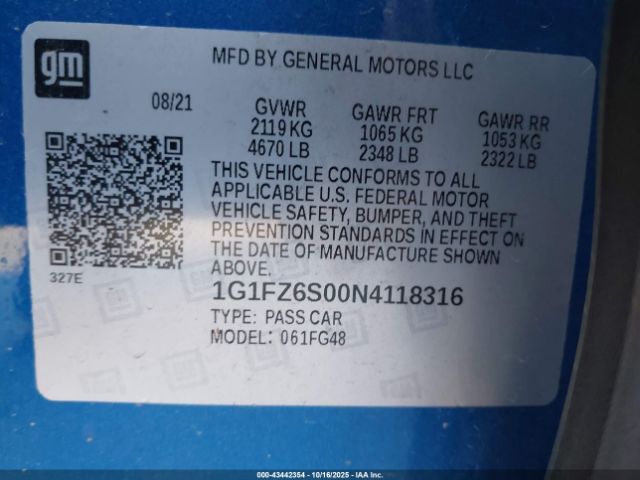 gm
MFD BY GENERAL MOTORS LLC
08/21
GVWR
2119 KG
4670 LB
GAWR FRT
1065 KG
2348 LB
GAWR RR
1053 KG
2322 LB
THIS VEHICLE CONFORMS TO ALL
APPLICABLE U.S. FEDERAL MOTOR
VEHICLE SAFETY, BUMPER, AND THEFT
PREVENTION STANDARDS IN EFFECT ON
THE DATE OF MANUFACTURE SHOWN
ABOVE.
327E
1G1FZ6S00N4118316
TYPE: PASS CAR
MODEL: 061FG48
000-43442354 | 10/16/2025 - IAA Inc.